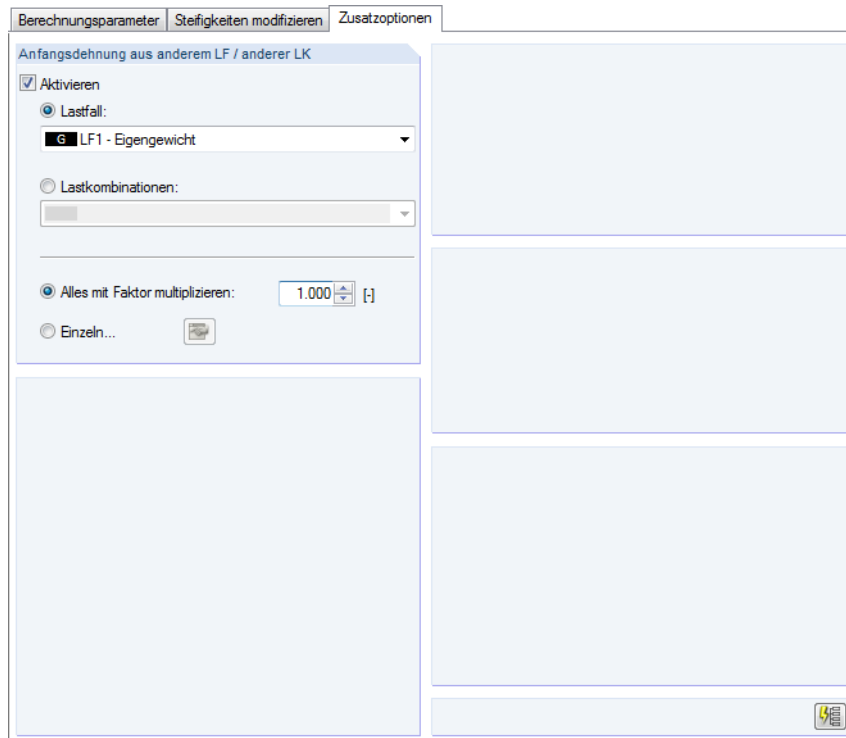 Berechnungsparameter Steifigkeiten modifizieren Zusatzoptionen
Anfangsdehnung aus anderem LF / anderer LK
Aktivieren
Lastfall:
G LF1 - Eigengewicht
Lastkombinationen:
Alles mit Faktor multiplizieren: 1.000 [-]
Einzeln...